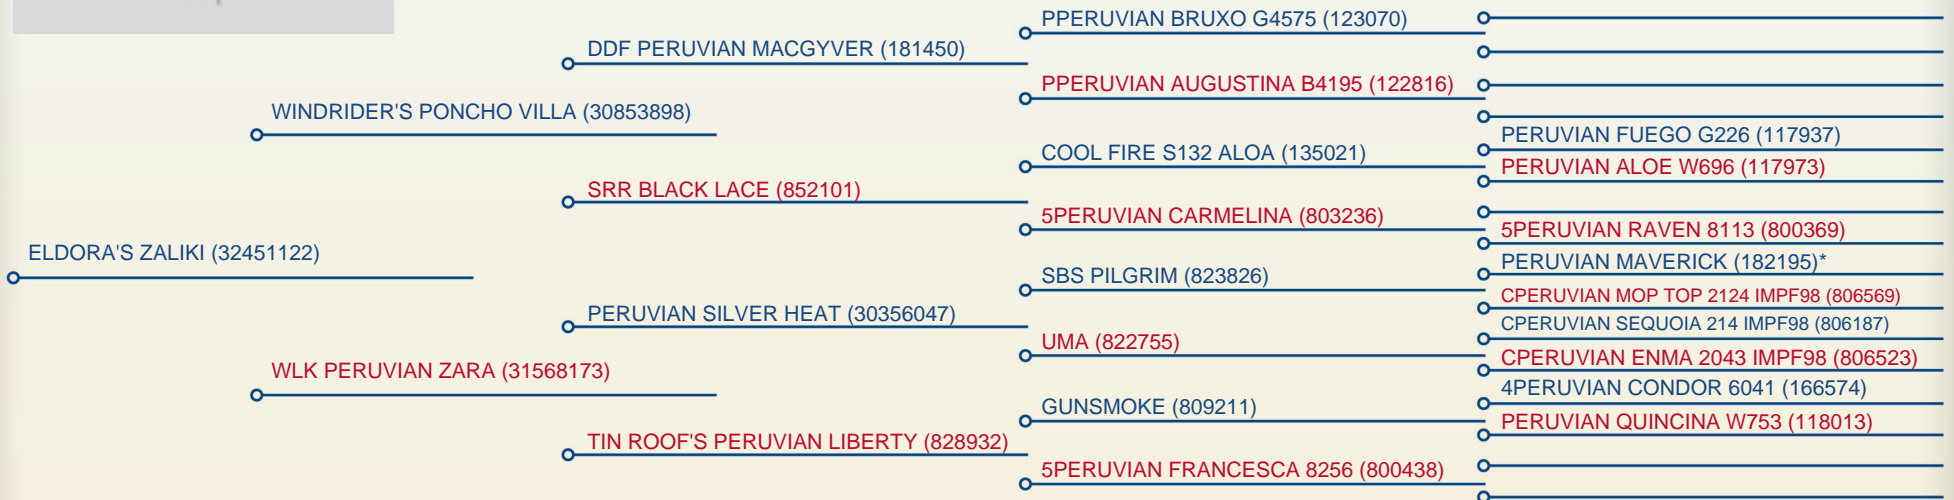 PPERUVIAN BRUXO G4575 (123070)
DDF PERUVIAN MACGYVER (181450)
PPERUVIAN AUGUSTINA B4195 (122816)
WINDRIDER'S PONCHO VILLA (30853898)
PERUVIAN FUEGO G226 (117937)
COOL FIRE S132 ALOA (135021)
PERUVIAN ALOE W696 (117973)
SRR BLACK LACE (852101)
5PERUVIAN CARMELINA (803236)
5PERUVIAN RAVEN 8113 (800369)
ELDORA'S ZALIKI (32451122)
PERUVIAN MAVERICK (182195)*
SBS PILGRIM (823826)
CPERUVIAN MOP TOP 2124 IMPF98 (806569)
PERUVIAN SILVER HEAT (30356047)
CPERUVIAN SEQUOIA 214 IMPF98 (806187)
UMA (822755)
CPERUVIAN ENMA 2043 IMPF98 (806523)
WLK PERUVIAN ZARA (31568173)
4PERUVIAN CONDOR 6041 (166574)
GUNSMOKE (809211)
PERUVIAN QUINCINA W753 (118013)
TIN ROOF'S PERUVIAN LIBERTY (828932)
5PERUVIAN FRANCESCA 8256 (800438)